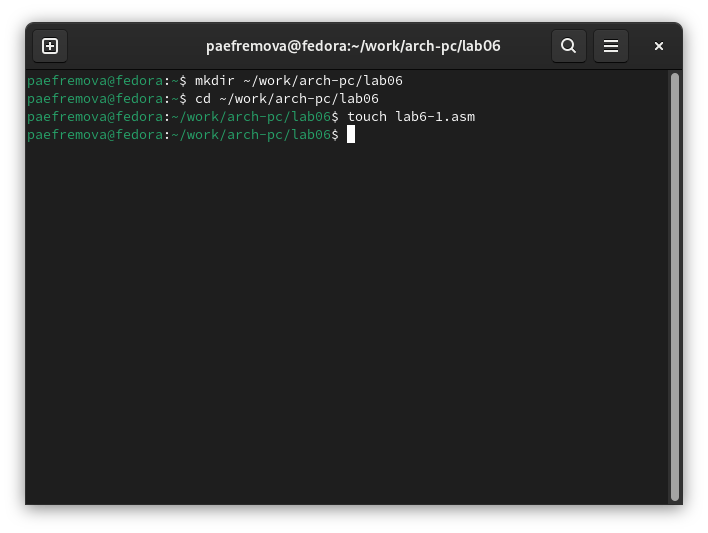 paefremova@fedora:~/work/arch-pc/lab06
paefremova@fedora:~$ mkdir ~/work/arch-pc/lab06
paefremova@fedora:~$ cd ~/work/arch-pc/lab06
paefremova@fedora:~/work/arch-pc/lab06$ touch lab6-1.asm
paefremova@fedora:~/work/arch-pc/lab06$